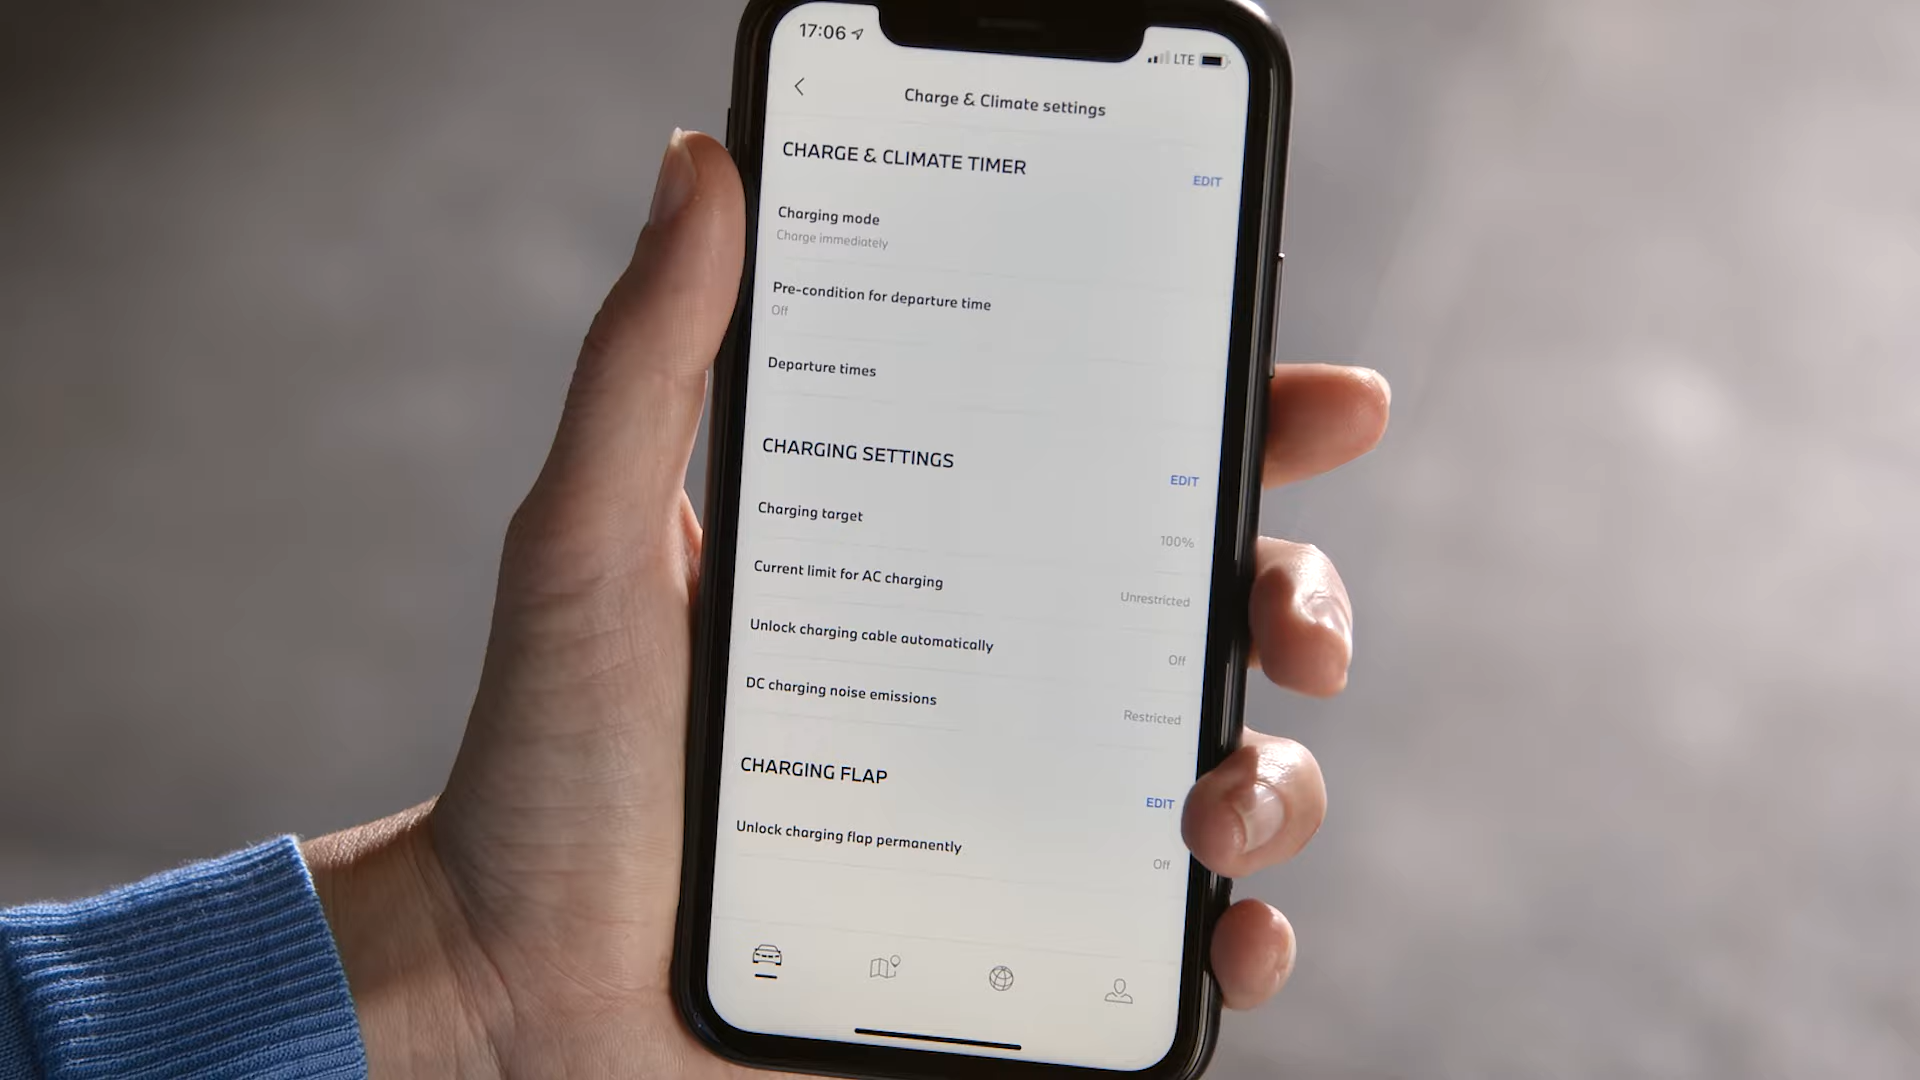 17:06
LTE
Charge & Climate settings
CHARGE & CLIMATE TIMER
EDIT
Charging mode
Charge immediately
Pre-condition for departure time
Off
Departure times
CHARGING SETTINGS
EDIT
Charging target
100%
Current limit for AC charging
Unrestricted
Unlock charging cable automatically
Off
DC charging noise emissions
Restricted
CHARGING FLAP
EDIT
Unlock charging flap permanently
Off